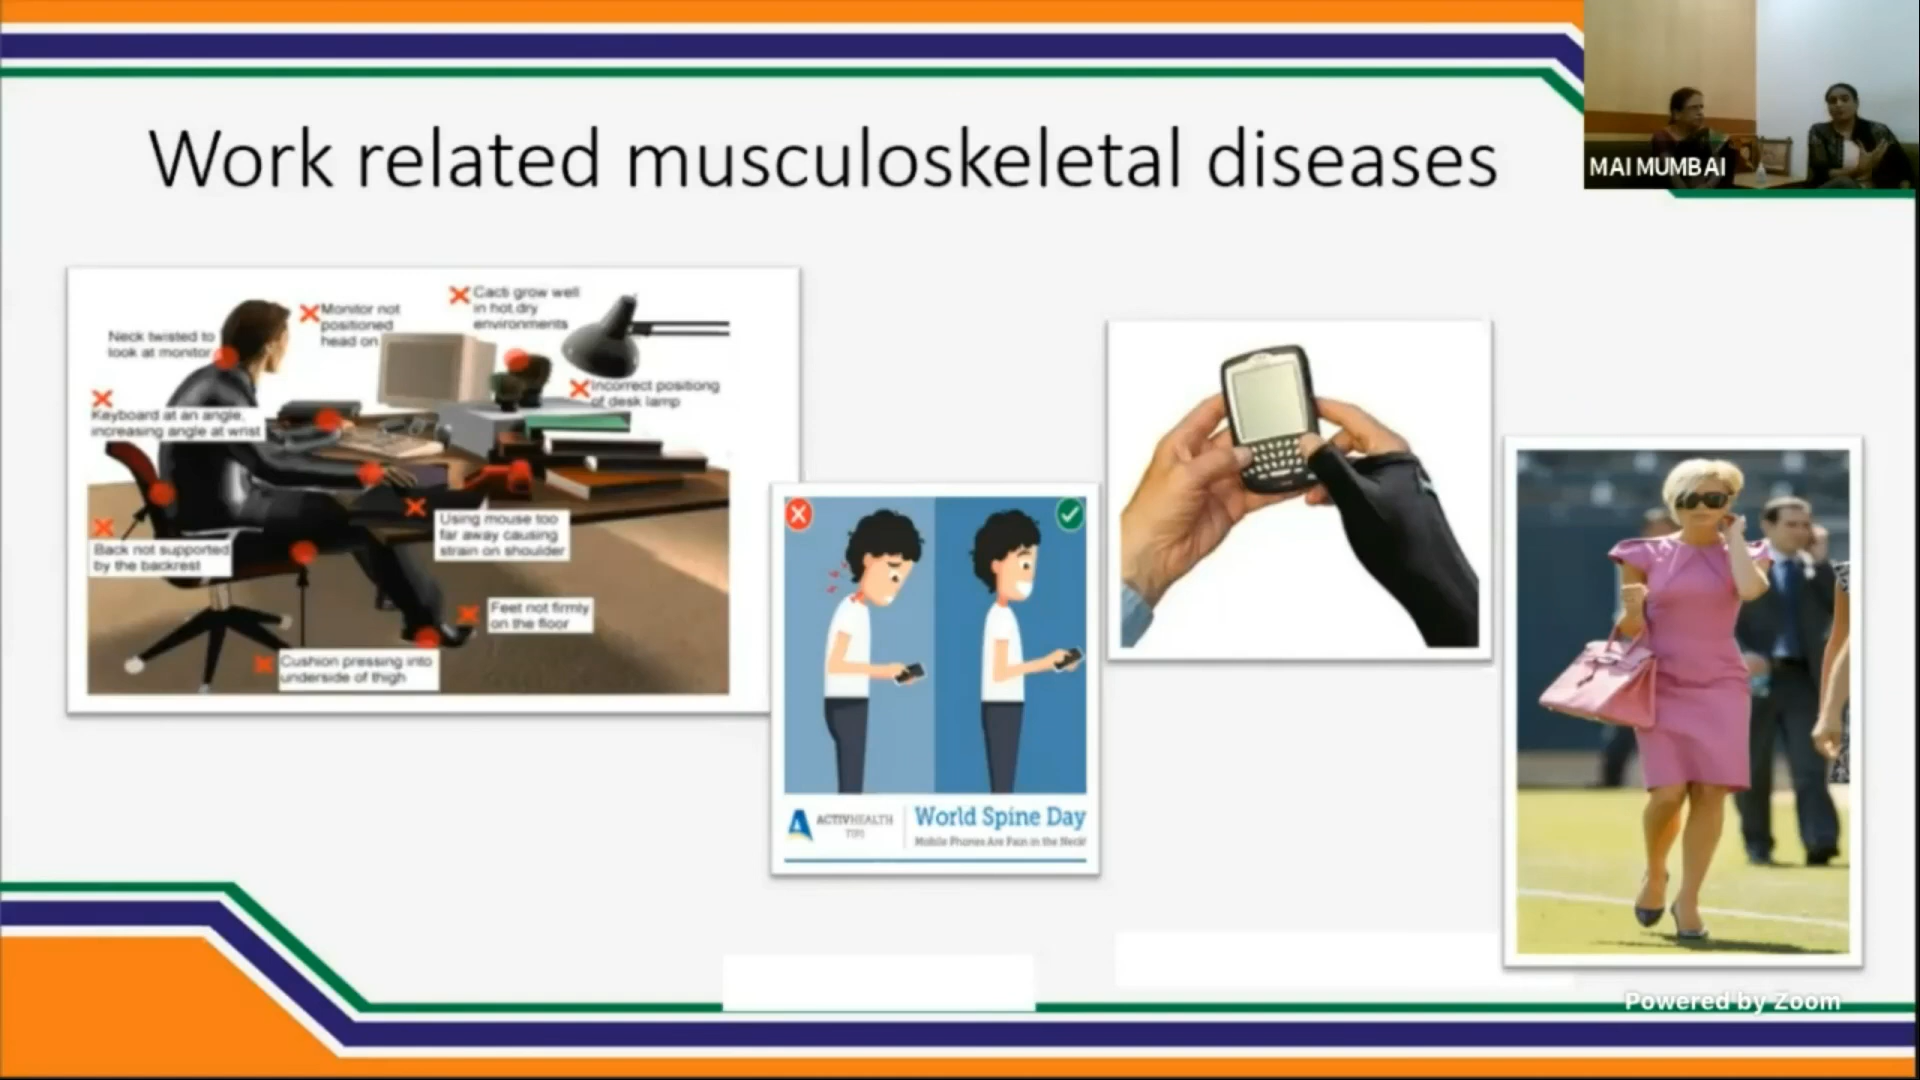 Work related musculoskeletal diseases
MAI MUMBAI
Neck twisted to
look at monitor
Monitor not
positioned
head on
Cacti grow well
in hot,dry
environments
Incorrect positiong
of desk lamp
Keyboard at an angle,
increasing angle at wrist
Back not supported
by the backrest
Using mouse too
far away causing
strain on shoulder
Feet not firmly
on the floor
Cushion pressing into
underside of thigh
ACTIVHEALTH
TIPS
World Spine Day
Mobile Phones Are Pain in the Neck!
Powered by Zoom